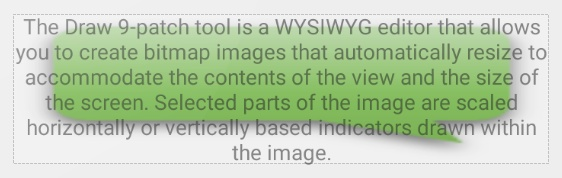 The Draw 9-patch tool is a WYSIWYG editor that allows
you to create bitmap images that automatically resize to
accommodate the contents of the view and the size of
the screen. Selected parts of the image are scaled
horizontally or vertically based indicators drawn within
the image.